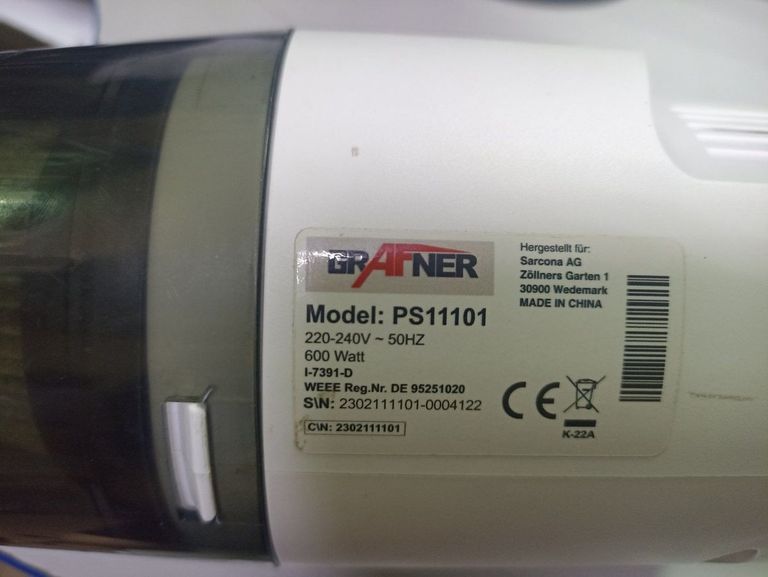 GRAFNER
Hergestellt für:
Sarcona AG
Zöllners Garten 1
30900 Wedemark
MADE IN CHINA
Model: PS11101
220-240V ~ 50HZ
600 Watt
I-7391-D
WEEE Reg.Nr. DE 95251020
S\N: 2302111101-0004122
C\N: 2302111101
CE
K-22A